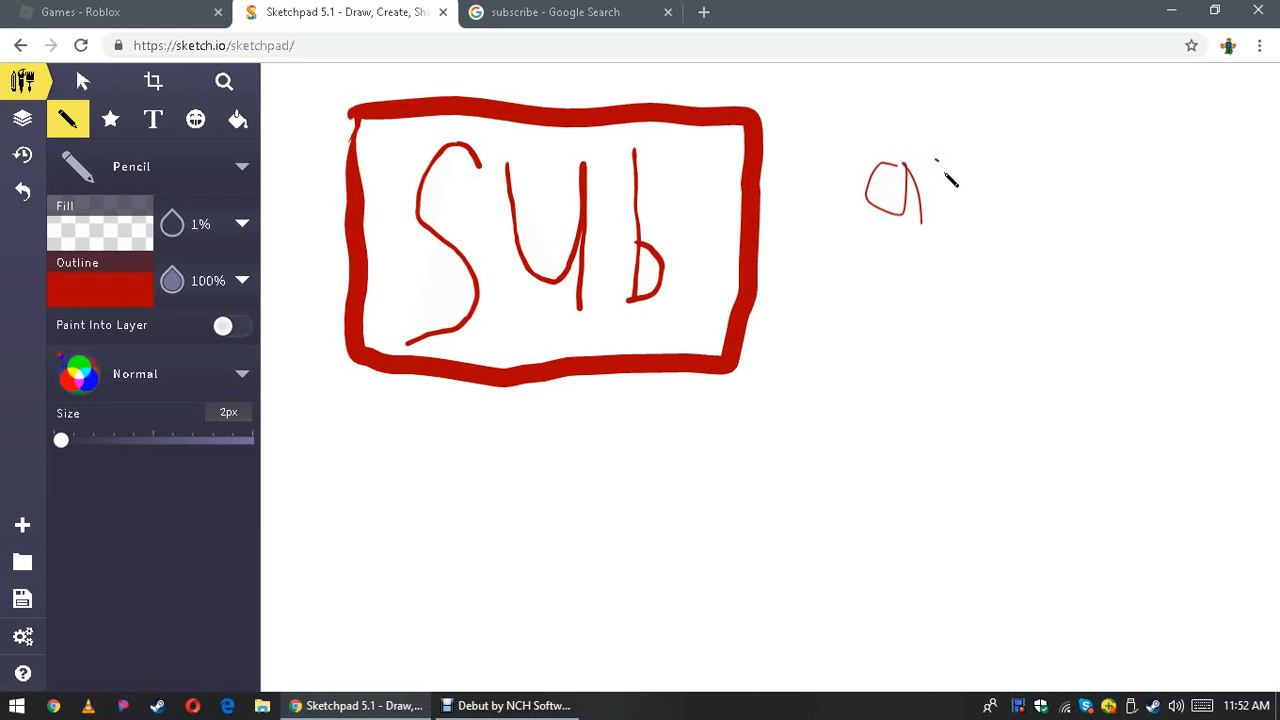 Games - Roblox
Sketchpad 5.1 - Draw, Create, Sha
subscribe - Google Search
https://sketch.io/sketchpad/
T
Pencil
Fill
1%
Outline
100%
Paint Into Layer
Normal
Size
2px
sub
a
Sketchpad 5.1 - Draw,...
Debut by NCH Softw...
11:52 AM